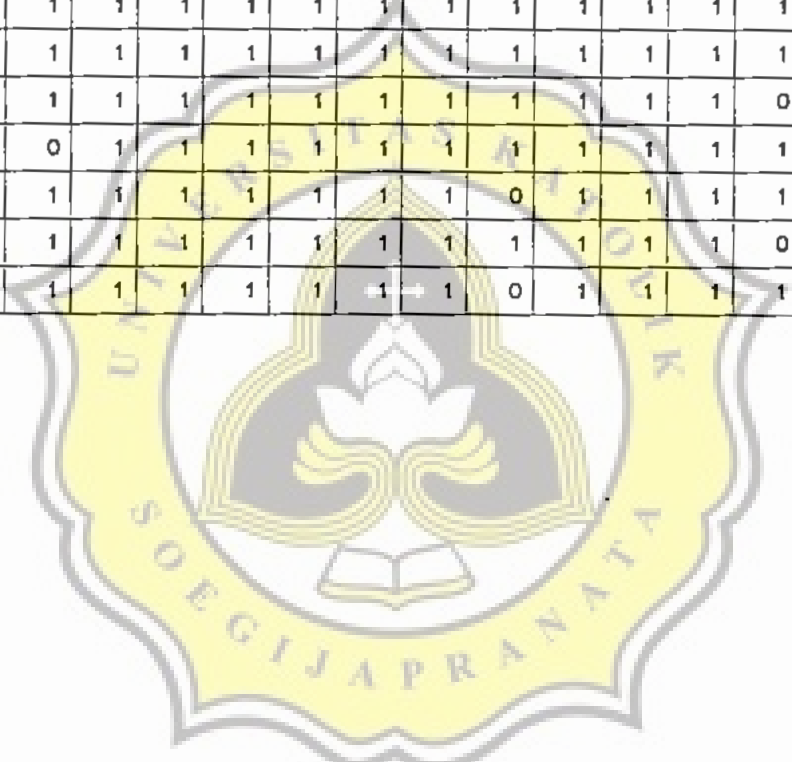 1 1 1 1 1 1 1 1 1 1 1 1
1 1 1 1 1 1 1 1 1 1 1 1
1 1 1 1 1 1 1 1 1 1 1 0
0 1 1 1 1 1 1 1 1 1 1 1
1 1 1 1 1 1 1 0 1 1 1 1
1 1 1 1 1 1 1 1 1 1 1 0
1 1 1 1 1 1 1 0 1 1 1 1
UNIVERSITAS KATOLIK
SOEGIJAPRANATA